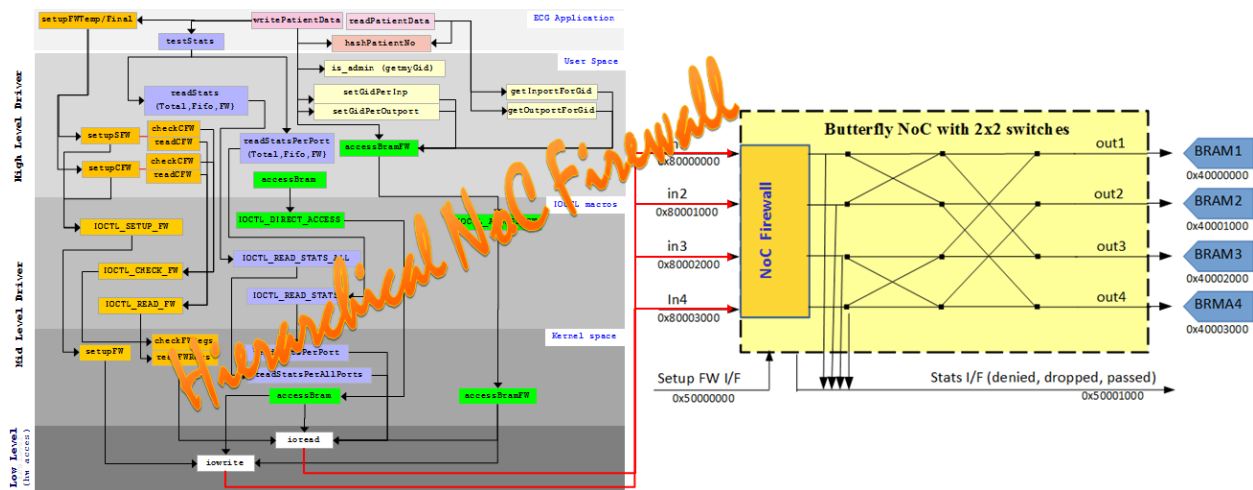 setupFWTemp/Final
writePatientData
readPatientData
ECG Application
testStats
hashPatientNo
User Space
is_admin (getmyGid)
readStats
(Total,Fifo,FW}
setGidPerInp
setGidPerOutport
getInportForGid
getOutportForGid
High Level Driver
setupSFW
checkCFW
readCFW
readStatsPerPort
(Total,Fifo,FW}
accessBramFW
setupCFW
checkCFW
readCFW
accessBram
IOCTL macros
IOCTL_SETUP_FW
IOCTL_DIRECT_ACCESS
IOCTL_CHECK_FW
IOCTL_READ_STATS_ALL
IOCTL_READ_FW
IOCTL_READ_STATS
Mid Level Driver
Kernel space
setupFW
readStatsPerAllPorts
accessBram
accessBramFW
Low Level
(hw acces)
ioread
iowrite
Hierarchical NoC Firewall
Butterfly NoC with 2x2 switches
NoC Firewall
0x80000000
in2
0x80001000
in3
0x80002000
In4
0x80003000
out1
out2
out3
out4
BRAM1
0x40000000
BRAM2
0x40001000
BRAM3
0x40002000
BRMA4
0x40003000
Setup FW I/F
0x50000000
Stats I/F (denied, dropped, passed)
0x50001000